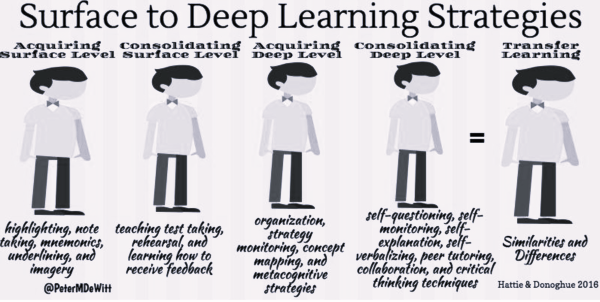 Surface to Deep Learning Strategies
Acquiring
Surface Level
highlighting, note
taking, mnemonics,
underlining, and
imagery
@PeterMDeWitt
Consolidating
Surface Level
teaching test taking,
rehearsal, and
learning how to
receive feedback
Acquiring
Deep Level
organization,
strategy
monitoring, concept
mapping, and
metacognitive
strategies
Consolidating
Deep Level
self-questioning, self-
monitoring, self-
explanation, self-
verbalizing, peer tutoring,
collaboration, and critical
thinking techniques
=
Transfer
Learning
Similarities and
Differences
Hattie & Donoghue 2016